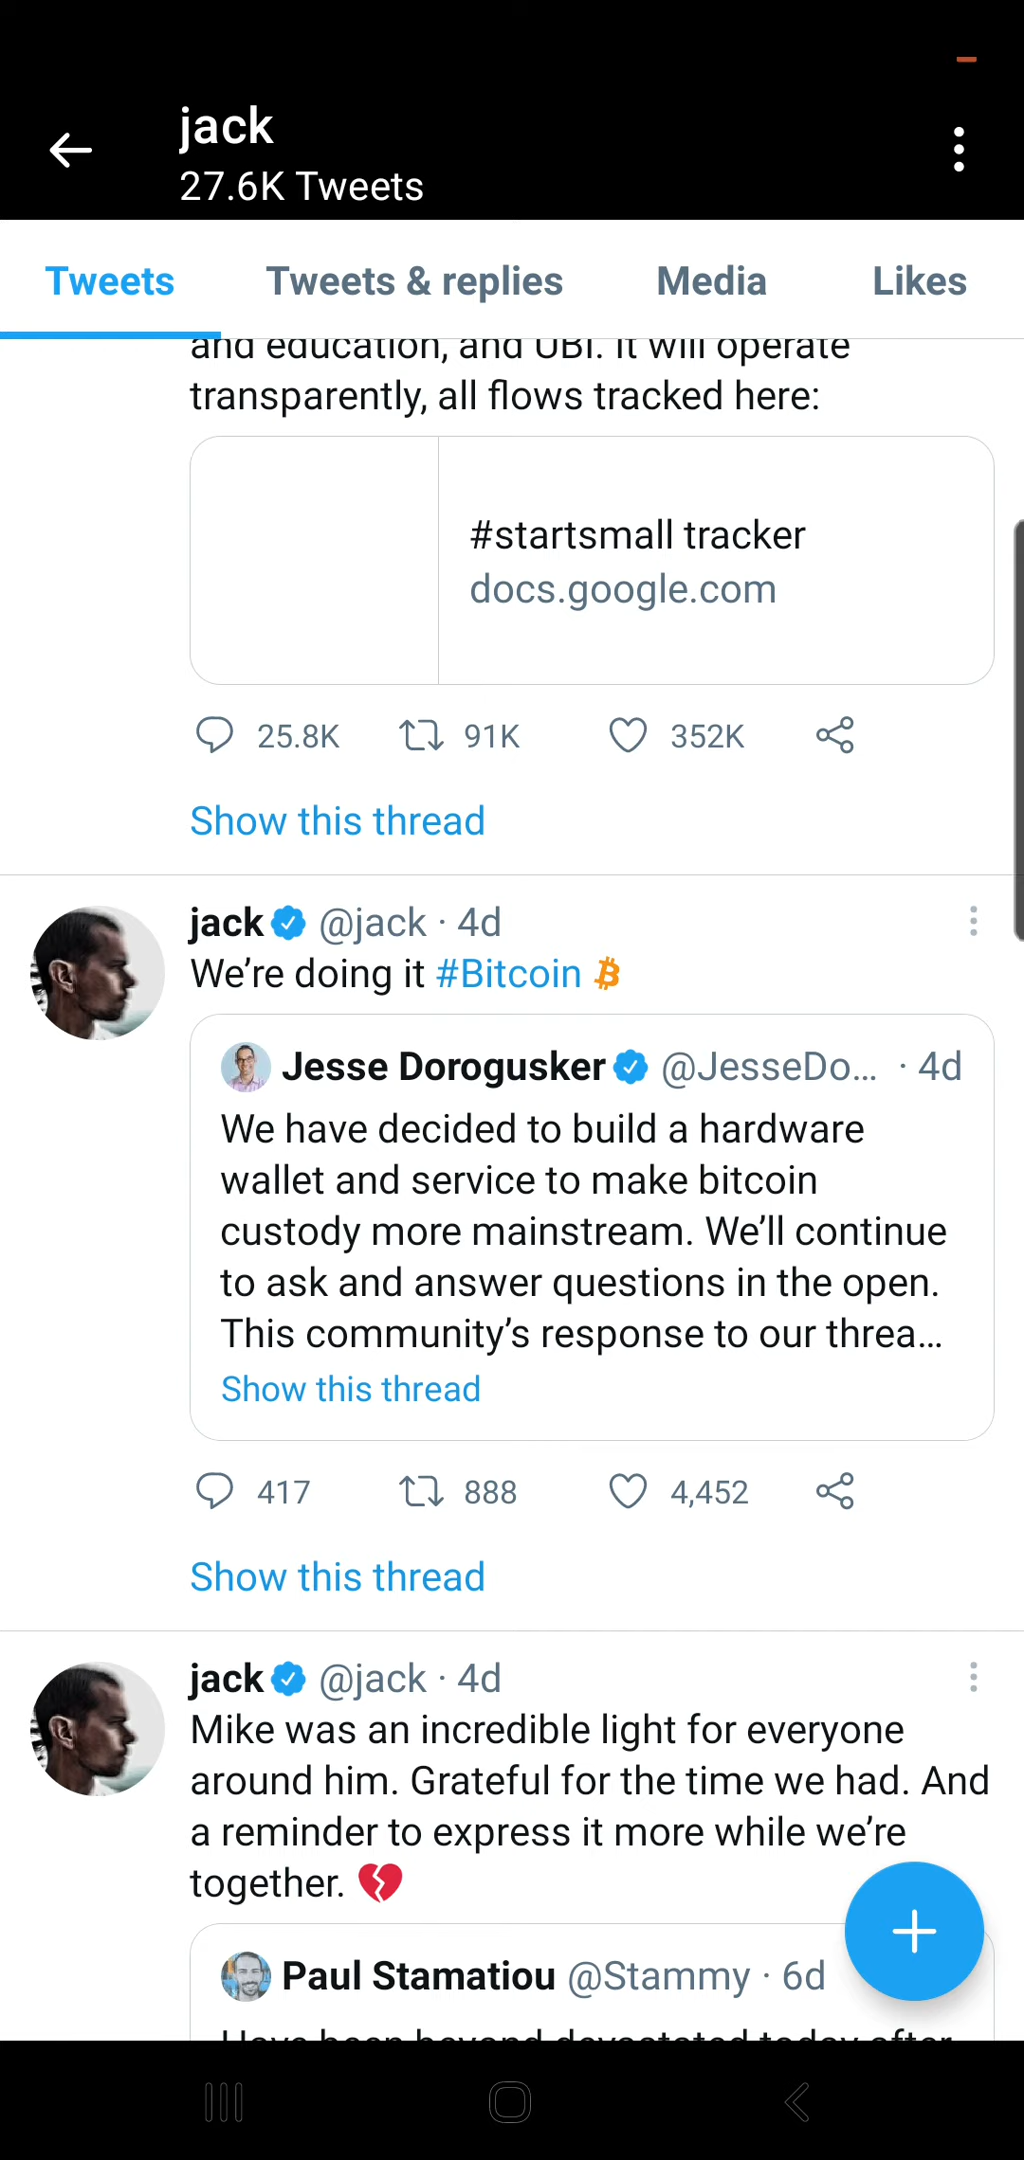 jack
27.6K Tweets
Tweets Tweets & replies Media Likes
and education, and UBI. It will operate
transparently, all flows tracked here:
#startsmall tracker
docs.google.com
25.8K 91K 352K
Show this thread
jack @jack · 4d
We're doing it #Bitcoin
Jesse Dorogusker @JesseDo... · 4d
We have decided to build a hardware
wallet and service to make bitcoin
custody more mainstream. We'll continue
to ask and answer questions in the open.
This community's response to our threa...
Show this thread
417 888 4,452
Show this thread
jack @jack · 4d
Mike was an incredible light for everyone
around him. Grateful for the time we had. And
a reminder to express it more while we're
together. 💔
Paul Stamatiou @Stammy · 6d
Have been beyond devastated today after